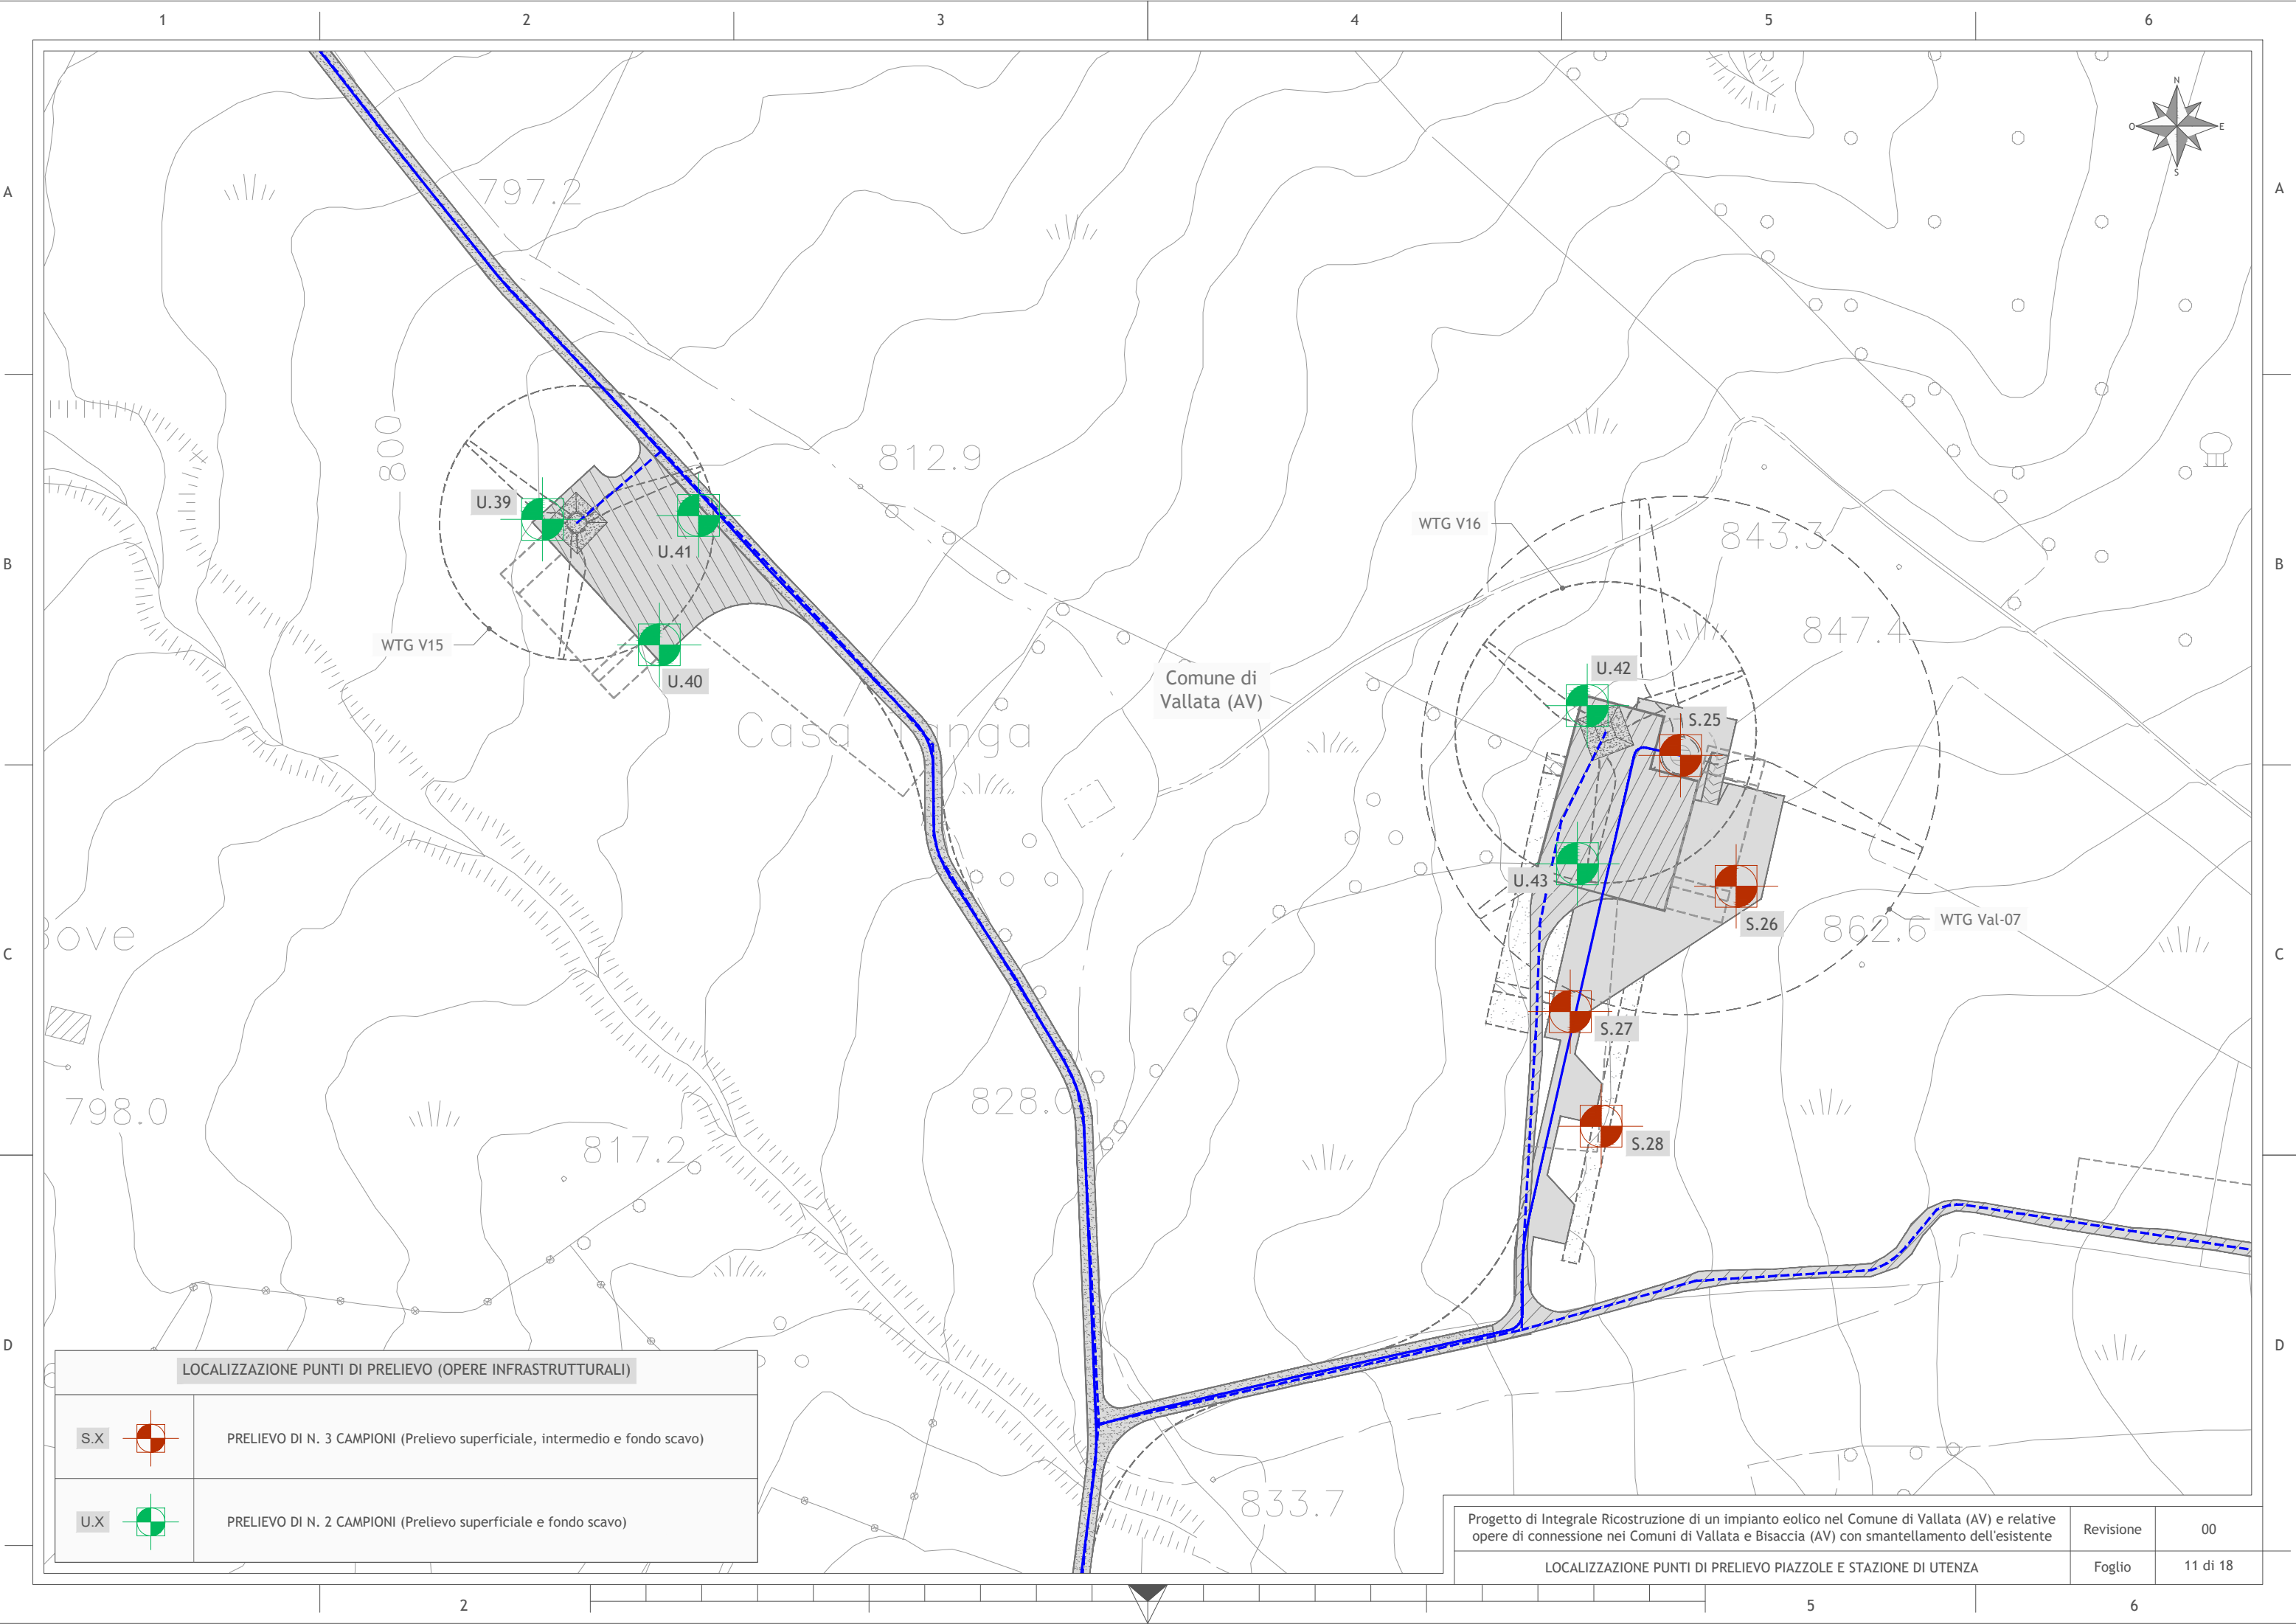 1
2
3
4
5
6
A
A
N
O
E
S
797.2
800
812.9
B
B
U.39
U.41
WTG V15
U.40
WTG V16
843.3
847.4
U.42
S.25
Comune di
Vallata (AV)
Casa
nga
U.43
S.26
862.6
WTG Val-07
C
C
ove
S.27
798.0
817.2
828.0
S.28
D
D
LOCALIZZAZIONE PUNTI DI PRELIEVO (OPERE INFRASTRUTTURALI)
S.X
PRELIEVO DI N. 3 CAMPIONI (Prelievo superficiale, intermedio e fondo scavo)
U.X
PRELIEVO DI N. 2 CAMPIONI (Prelievo superficiale e fondo scavo)
833.7
Progetto di Integrale Ricostruzione di un impianto eolico nel Comune di Vallata (AV) e relative
opere di connessione nei Comuni di Vallata e Bisaccia (AV) con smantellamento dell'esistente
Revisione
00
LOCALIZZAZIONE PUNTI DI PRELIEVO PIAZZOLE E STAZIONE DI UTENZA
Foglio
11 di 18
2
5
6